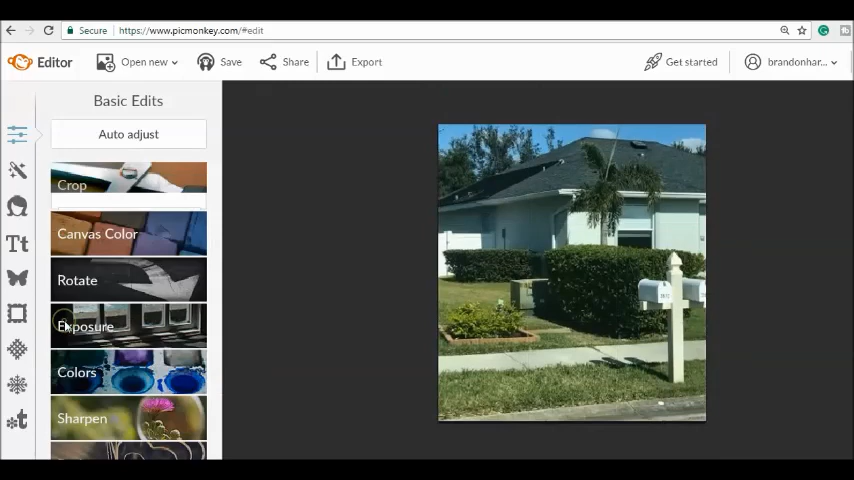 Secure
https://www.picmonkey.com/#edit
Editor
Open new
Save
Share
Export
Get started
brandonhar...
Basic Edits
Auto adjust
Crop
Canvas Color
Rotate
Exposure
Colors
Sharpen
Tt
t